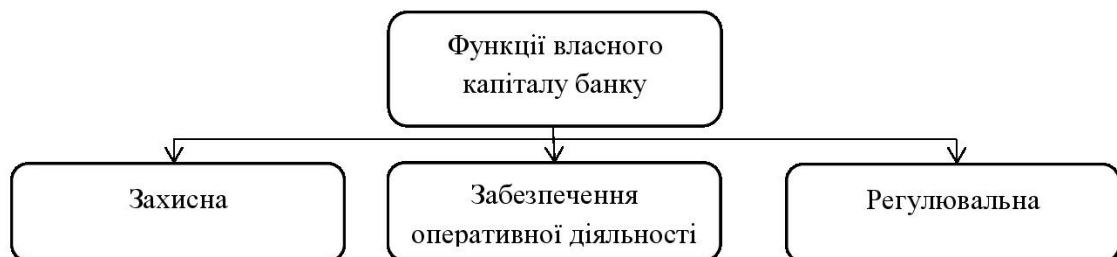 Функції власного
капіталу банку
Захисна
Забезпечення
оперативної діяльності
Регулювальна